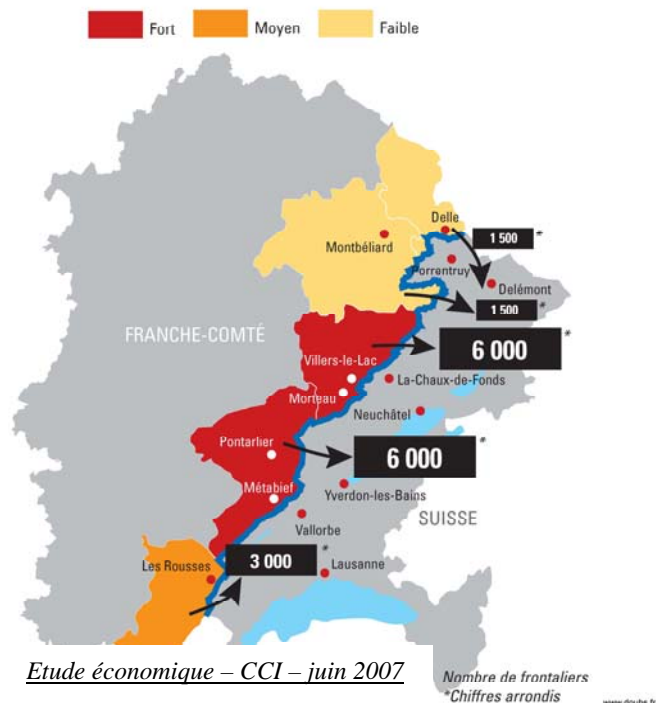 Fort Moyen Faible
Delle
*
1 500
Montbéliard
Porrentruy
Delémont
1 500
*
FRANCHE-COMTÉ
*
6 000
Villers-le-Lac
La-Chaux-de-Fonds
Morteau
Neuchâtel
Pontarlier
*
6 000
Métabief
Yverdon-les-Bains
SUISSE
Vallorbe
*
3 000
Les Rousses
Lausanne
Etude économique – CCI – juin 2007
Nombre de frontaliers
*Chiffres arrondis